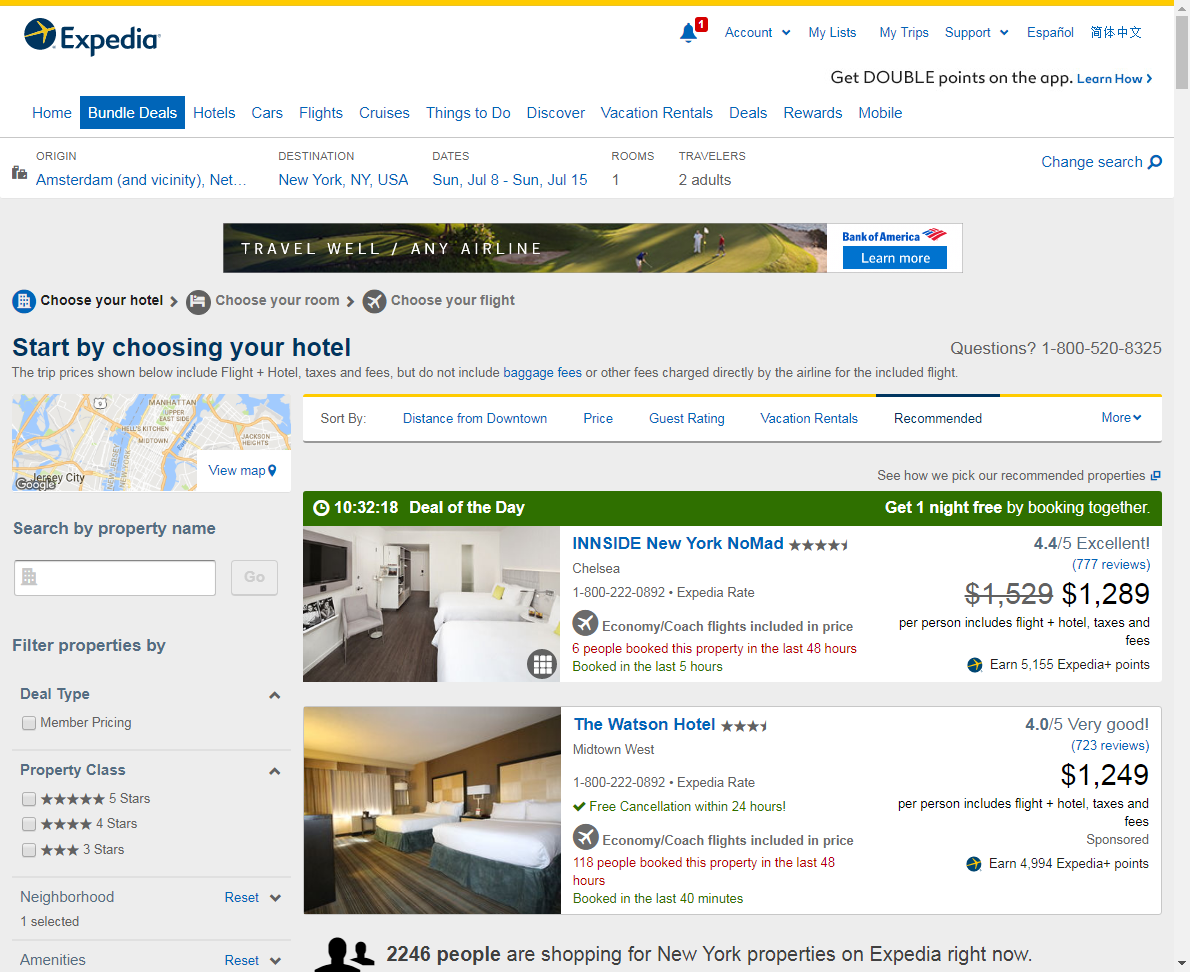 Expedia
1
Account
My Lists
My Trips
Support
Español
简体中文
Get DOUBLE points on the app. Learn How
Home
Bundle Deals
Hotels
Cars
Flights
Cruises
Things to Do
Discover
Vacation Rentals
Deals
Rewards
Mobile
ORIGIN
Amsterdam (and vicinity), Net...
DESTINATION
New York, NY, USA
DATES
Sun, Jul 8 - Sun, Jul 15
ROOMS
1
TRAVELERS
2 adults
Change search
TRAVEL WELL / ANY AIRLINE
Bank of America
Learn more
Choose your hotel
Choose your room
Choose your flight
Start by choosing your hotel
Questions? 1-800-520-8325
The trip prices shown below include Flight + Hotel, taxes and fees, but do not include baggage fees or other fees charged directly by the airline for the included flight.
MANHATTAN
9
UPPER
EAST SIDE
HELL'S KITCHEN
MIDTOWN
JACKSON
HEIGHTS
East River
NEW JERSEY
NEW YORK
Jersey City
Google
View map
Search by property name
Go
Filter properties by
Deal Type
Member Pricing
Property Class
5 Stars
4 Stars
3 Stars
Neighborhood
Reset
1 selected
Amenities
Reset
Sort By:
Distance from Downtown
Price
Guest Rating
Vacation Rentals
Recommended
More
See how we pick our recommended properties
10:32:18 Deal of the Day
Get 1 night free by booking together.
INNSIDE New York NoMad
Chelsea
1-800-222-0892 • Expedia Rate
Economy/Coach flights included in price
6 people booked this property in the last 48 hours
Booked in the last 5 hours
4.4/5 Excellent!
(777 reviews)
$1,529 $1,289
per person includes flight + hotel, taxes and
fees
Earn 5,155 Expedia+ points
The Watson Hotel
Midtown West
1-800-222-0892 • Expedia Rate
Free Cancellation within 24 hours!
Economy/Coach flights included in price
118 people booked this property in the last 48
hours
Booked in the last 40 minutes
4.0/5 Very good!
(723 reviews)
$1,249
per person includes flight + hotel, taxes and
fees
Sponsored
Earn 4,994 Expedia+ points
2246 people are shopping for New York properties on Expedia right now.